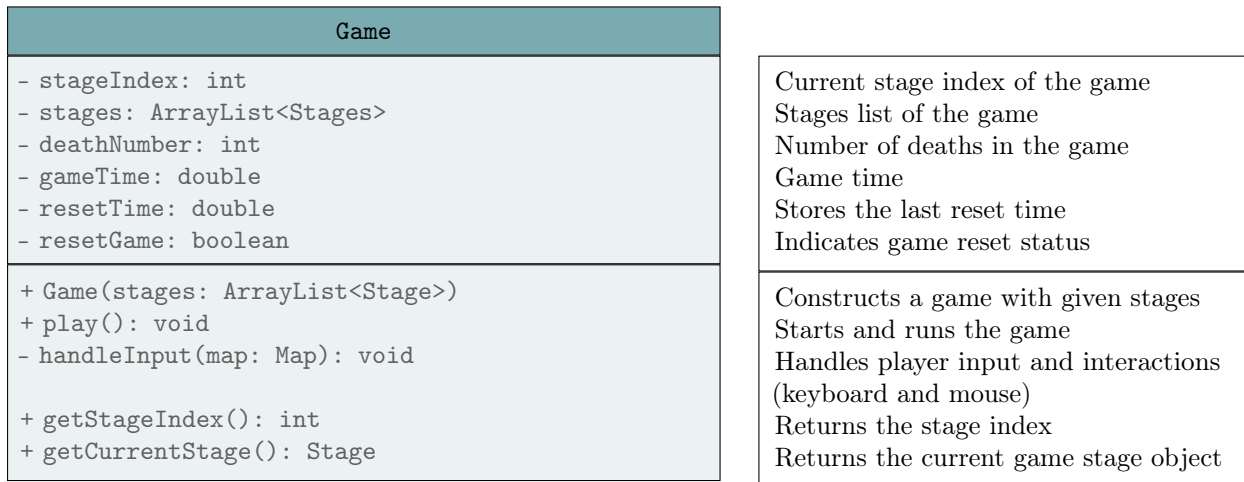 Game
- stageIndex: int
- stages: ArrayList<Stages>
- deathNumber: int
- gameTime: double
- resetTime: double
- resetGame: boolean
+ Game(stages: ArrayList<Stage>)
+ play(): void
- handleInput(map: Map): void
+ getStageIndex(): int
+ getCurrentStage(): Stage
Current stage index of the game
Stages list of the game
Number of deaths in the game
Game time
Stores the last reset time
Indicates game reset status
Constructs a game with given stages
Starts and runs the game
Handles player input and interactions
(keyboard and mouse)
Returns the stage index
Returns the current game stage object